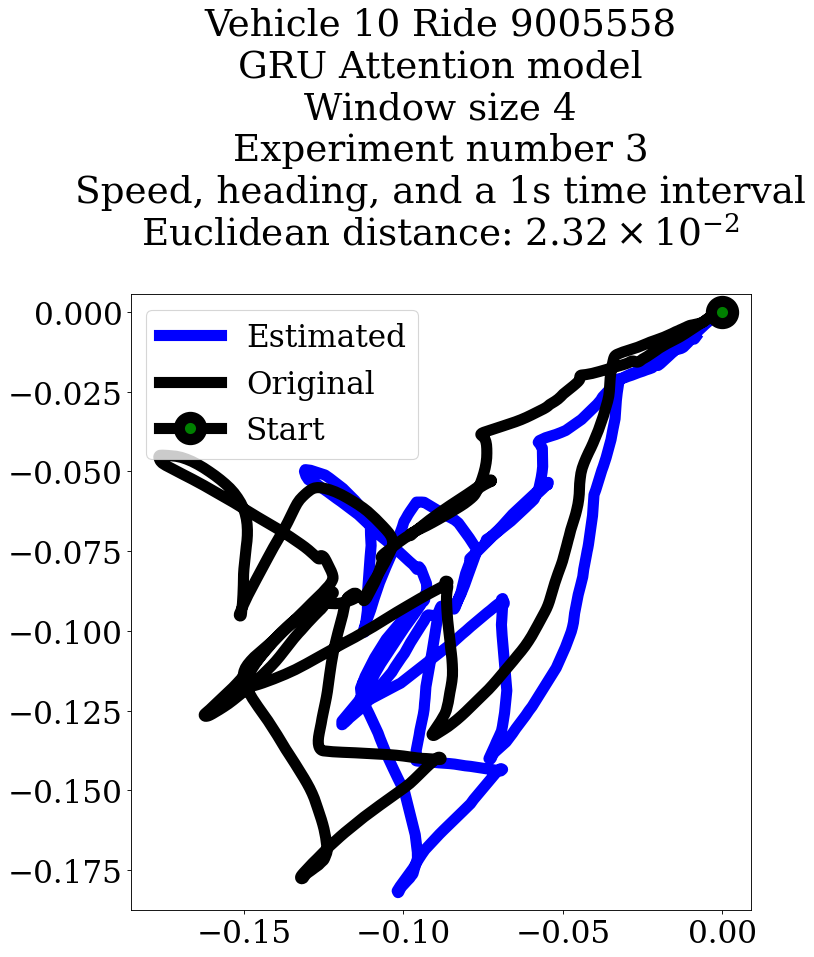 Vehicle 10 Ride 9005558
GRU Attention model
Window size 4
Experiment number 3
Speed, heading, and a 1s time interval
Euclidean distance: 2.32 × 10⁻²
Estimated
Original
Start
0.000
−0.025
−0.050
−0.075
−0.100
−0.125
−0.150
−0.175
−0.15 −0.10 −0.05 0.00